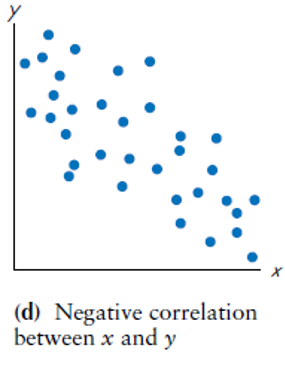 y
x
(d) Negative correlation
between x and y